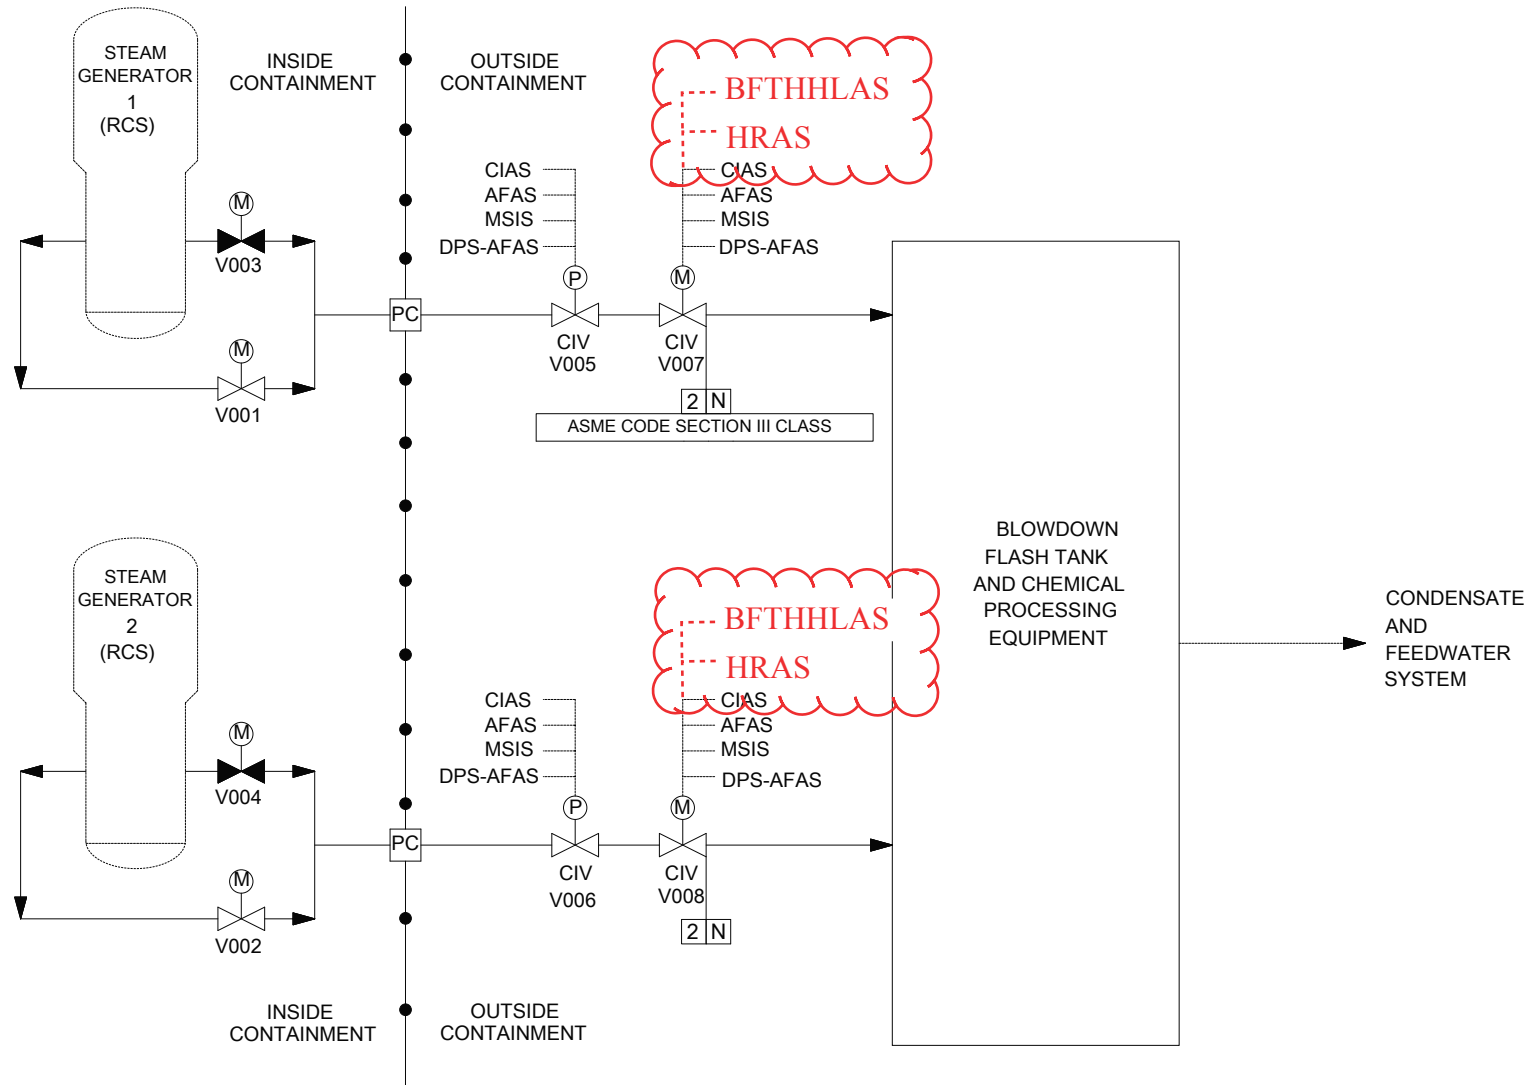 STEAM
GENERATOR
1
(RCS)
INSIDE
CONTAINMENT
OUTSIDE
CONTAINMENT
BFTHHLAS
HRAS
CIAS
AFAS
MSIS
DPS-AFAS
CIAS
AFAS
MSIS
DPS-AFAS
M
V003
M
V001
PC
P
CIV
V005
M
CIV
V007
2 N
ASME CODE SECTION III CLASS
BLOWDOWN
FLASH TANK
AND CHEMICAL
PROCESSING
EQUIPMENT
CONDENSATE
AND
FEEDWATER
SYSTEM
STEAM
GENERATOR
2
(RCS)
BFTHHLAS
HRAS
CIAS
AFAS
MSIS
DPS-AFAS
CIAS
AFAS
MSIS
DPS-AFAS
M
V004
M
V002
PC
P
CIV
V006
M
CIV
V008
2 N
INSIDE
CONTAINMENT
OUTSIDE
CONTAINMENT